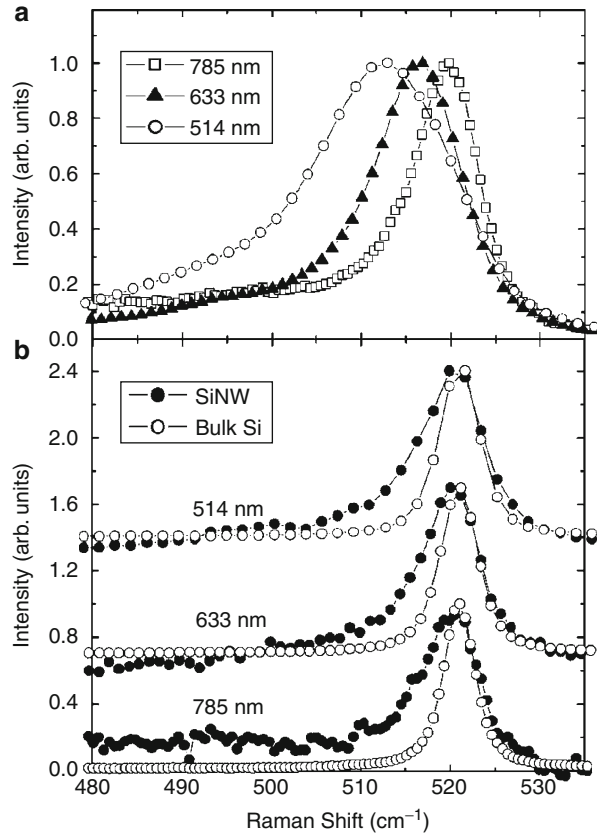 a
785 nm
633 nm
514 nm
Intensity (arb. units)
1.0
0.8
0.6
0.4
0.2
0.0
b
SiNW
Bulk Si
514 nm
633 nm
785 nm
Intensity (arb. units)
2.4
1.6
1.2
0.8
0.4
0.0
480
490
500
510
520
530
Raman Shift (cm⁻¹)